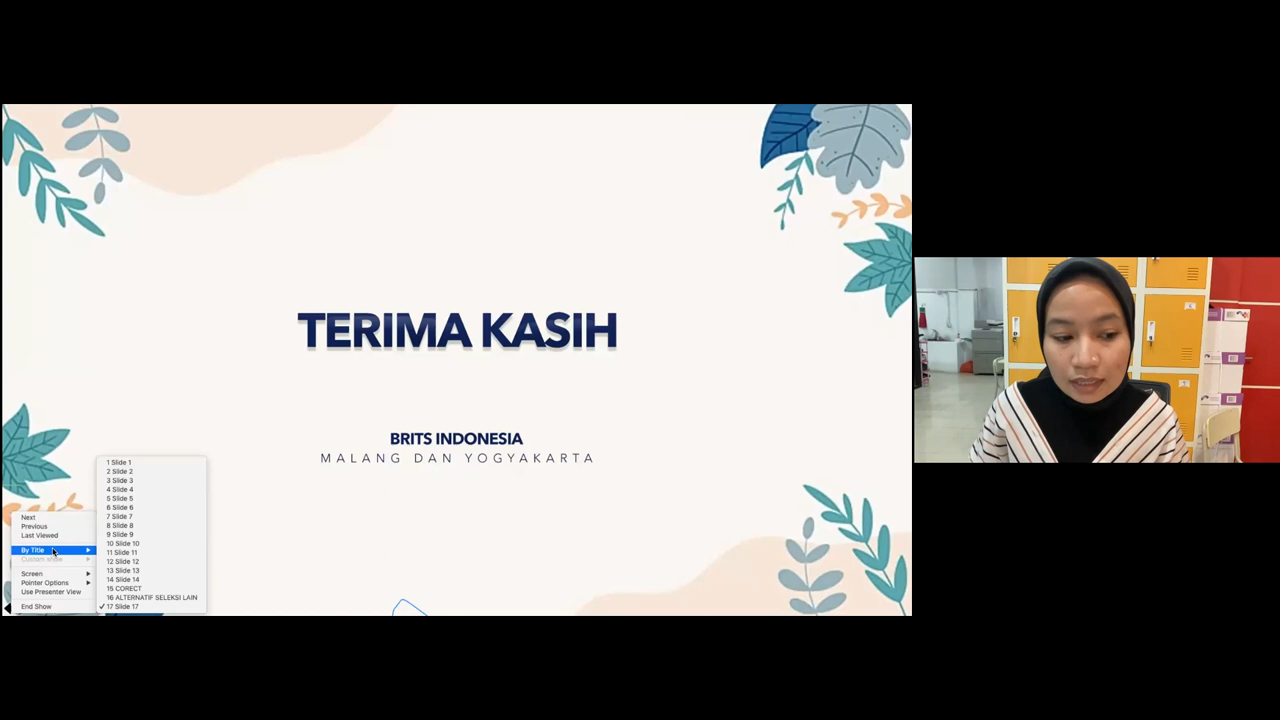 TERIMA KASIH
BRITS INDONESIA
MALANG DAN YOGYAKARTA
Next
Previous
Last Viewed
By Title
Custom Show
Screen
Pointer Options
Use Presenter View
End Show
1 Slide 1
2 Slide 2
3 Slide 3
4 Slide 4
5 Slide 5
6 Slide 6
7 Slide 7
8 Slide 8
9 Slide 9
10 Slide 10
11 Slide 11
12 Slide 12
13 Slide 13
14 Slide 14
15 CORECT
16 ALTERNATIF SELEKSI LAIN
✓ 17 Slide 17